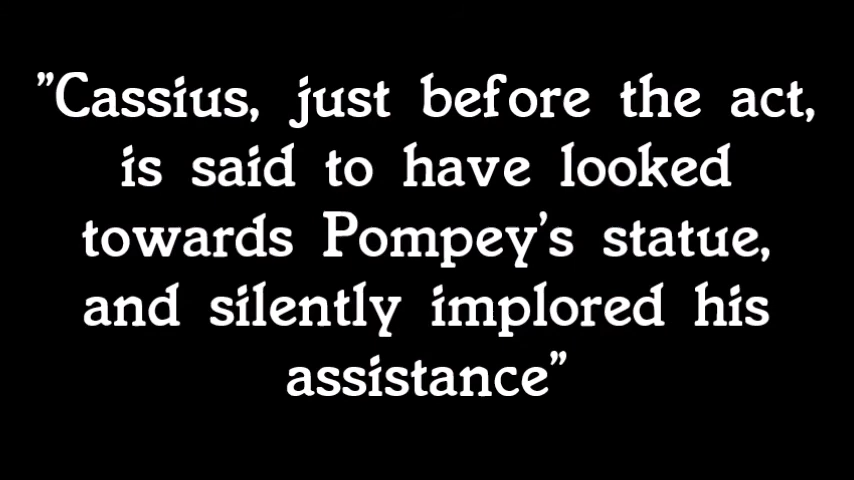 "Cassius, just before the act,
is said to have looked
towards Pompey's statue,
and silently implored his
assistance"